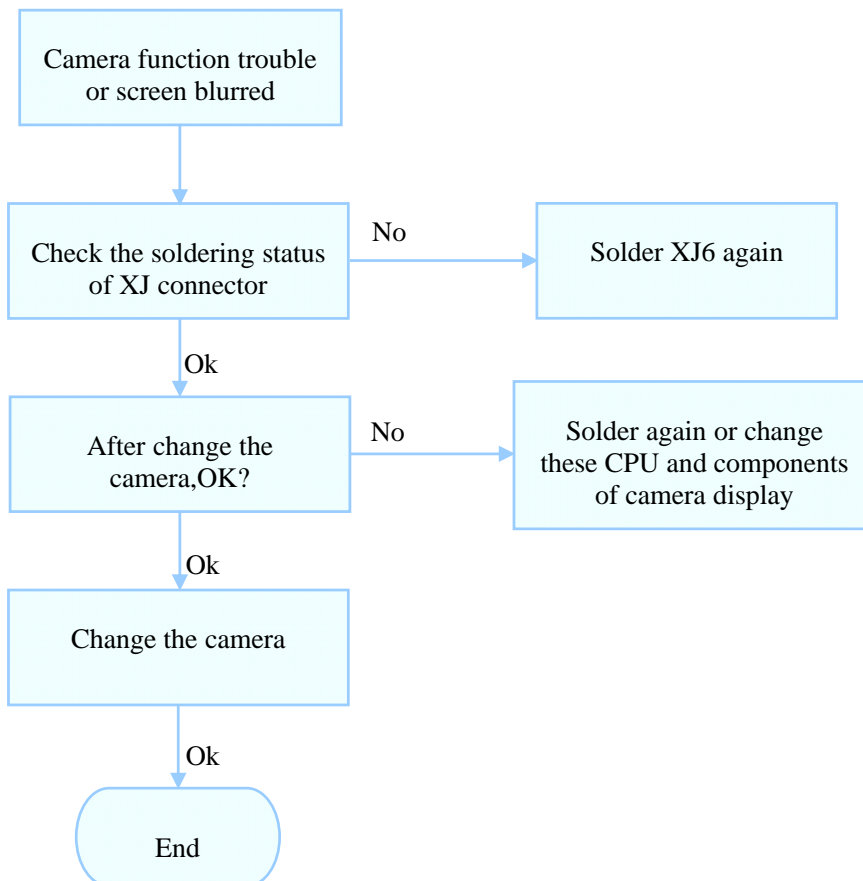 Camera function trouble
or screen blurred
Check the soldering status
of XJ connector
No
Solder XJ6 again
Ok
After change the
camera,OK?
No
Solder again or change
these CPU and components
of camera display
Ok
Change the camera
Ok
End